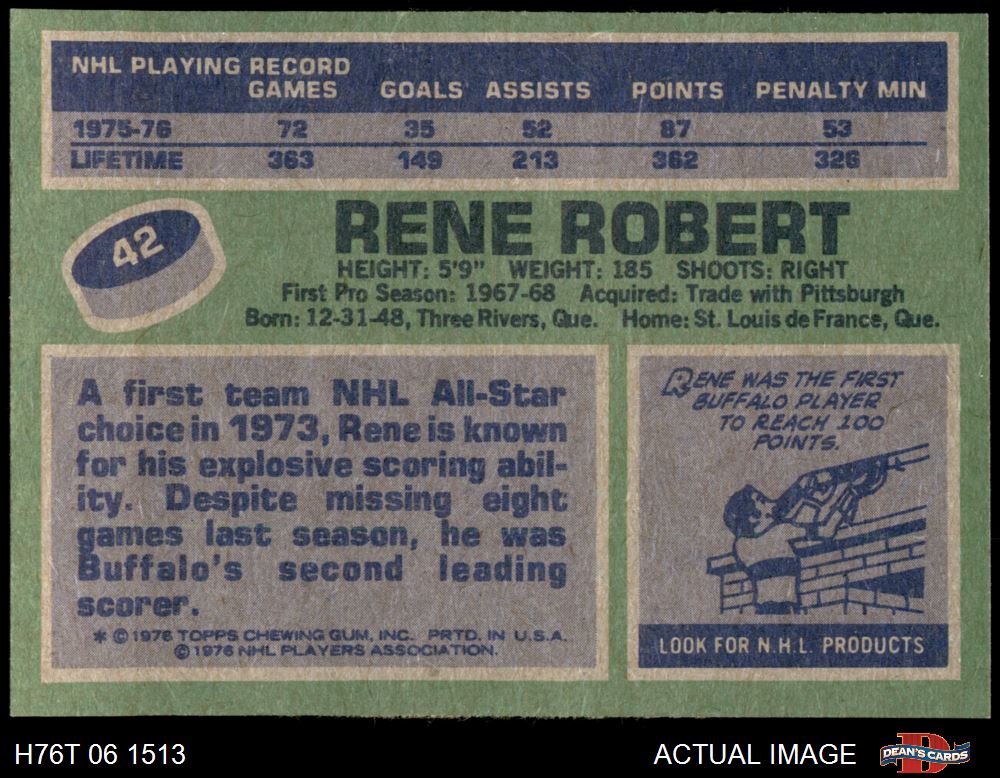 NHL PLAYING RECORD
GAMES GOALS ASSISTS POINTS PENALTY MIN
1975-76 72 35 52 87 53
LIFETIME 363 149 213 362 326
42
RENE ROBERT
HEIGHT: 5'9" WEIGHT: 185 SHOOTS: RIGHT
First Pro Season: 1967-68 Acquired: Trade with Pittsburgh
Born: 12-31-48, Three Rivers, Que. Home: St. Louis de France, Que.
A first team NHL All-Star
choice in 1973, Rene is known
for his explosive scoring abil-
ity. Despite missing eight
games last season, he was
Buffalo's second leading
scorer.
* © 1976 TOPPS CHEWING GUM, INC. PRTD. IN U.S.A.
© 1976 NHL PLAYERS ASSOCIATION.
RENE WAS THE FIRST
BUFFALO PLAYER
TO REACH 100
POINTS.
LOOK FOR N.H.L. PRODUCTS
H76T 06 1513 ACTUAL IMAGE DEAN'S CARDS